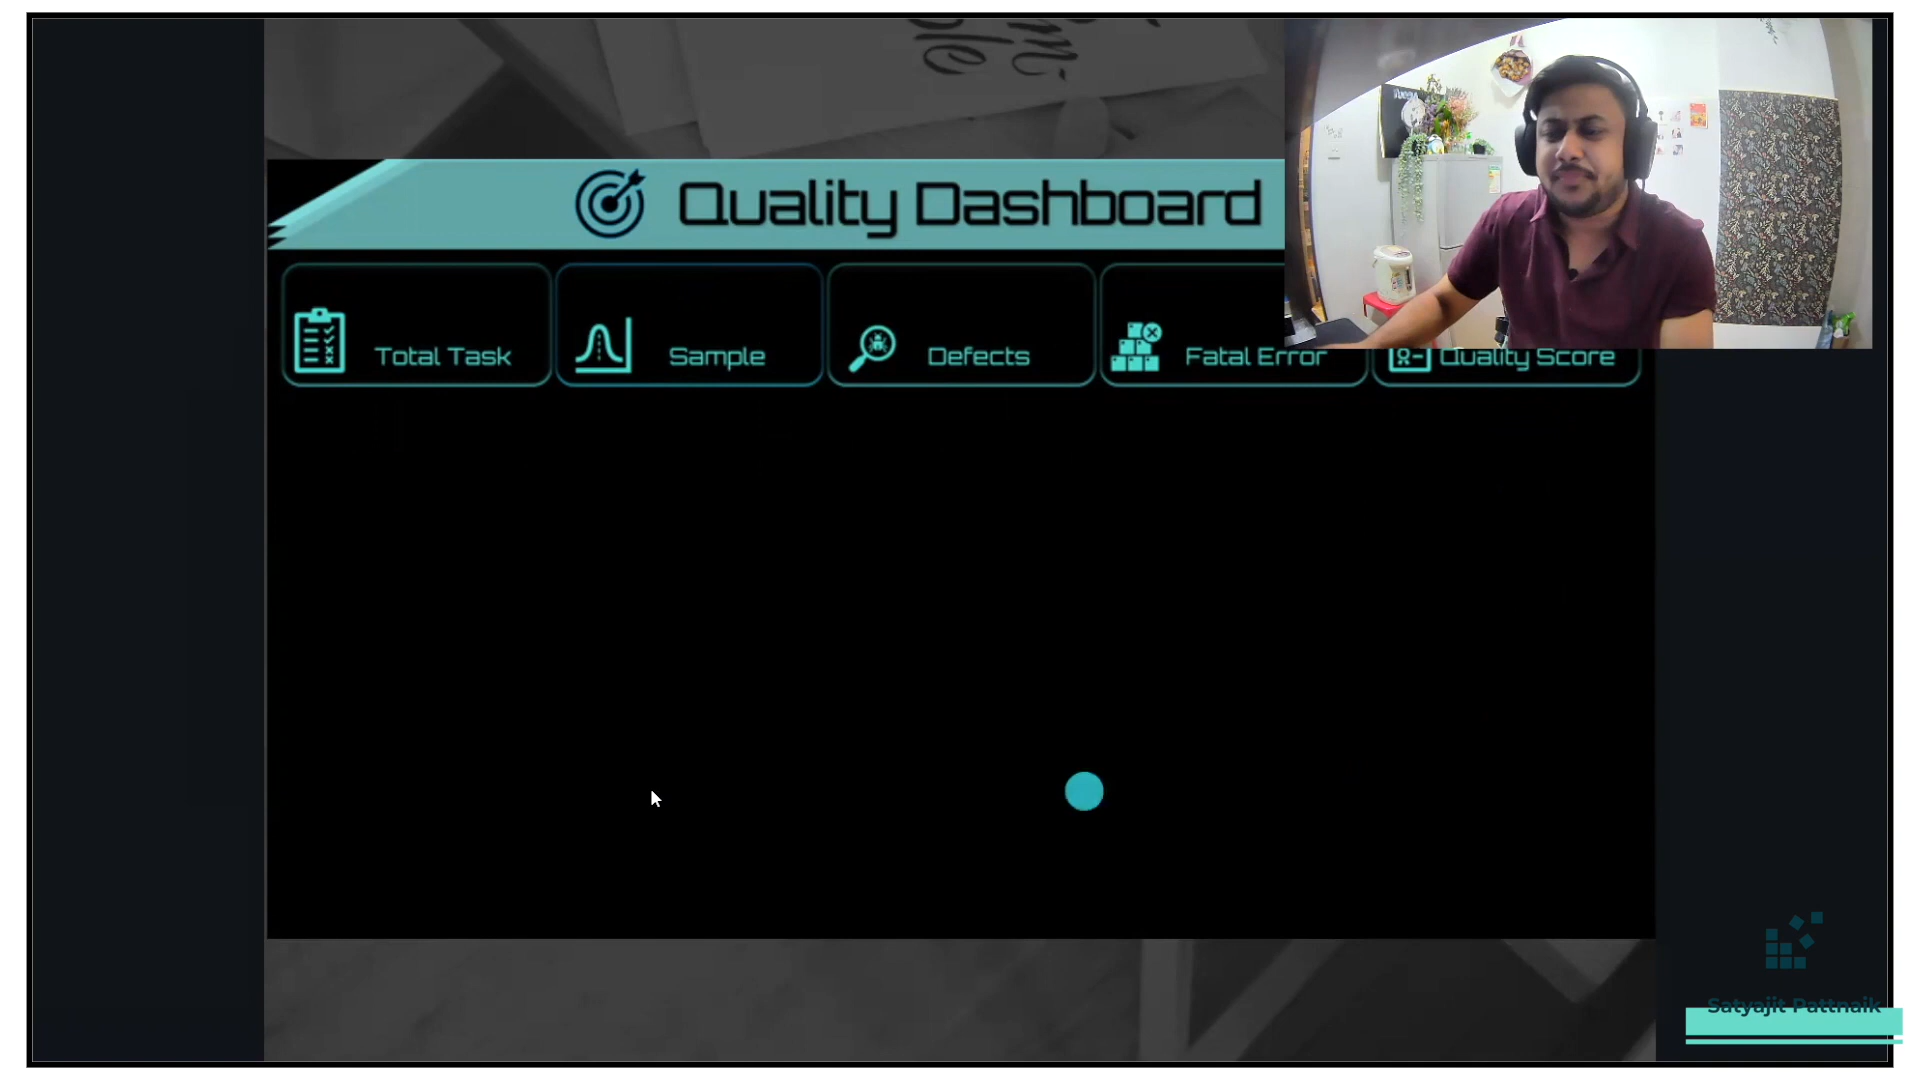 Quality Dashboard
Total Task
Sample
Defects
Fatal Error
Quality Score
Satyajit Pattnaik